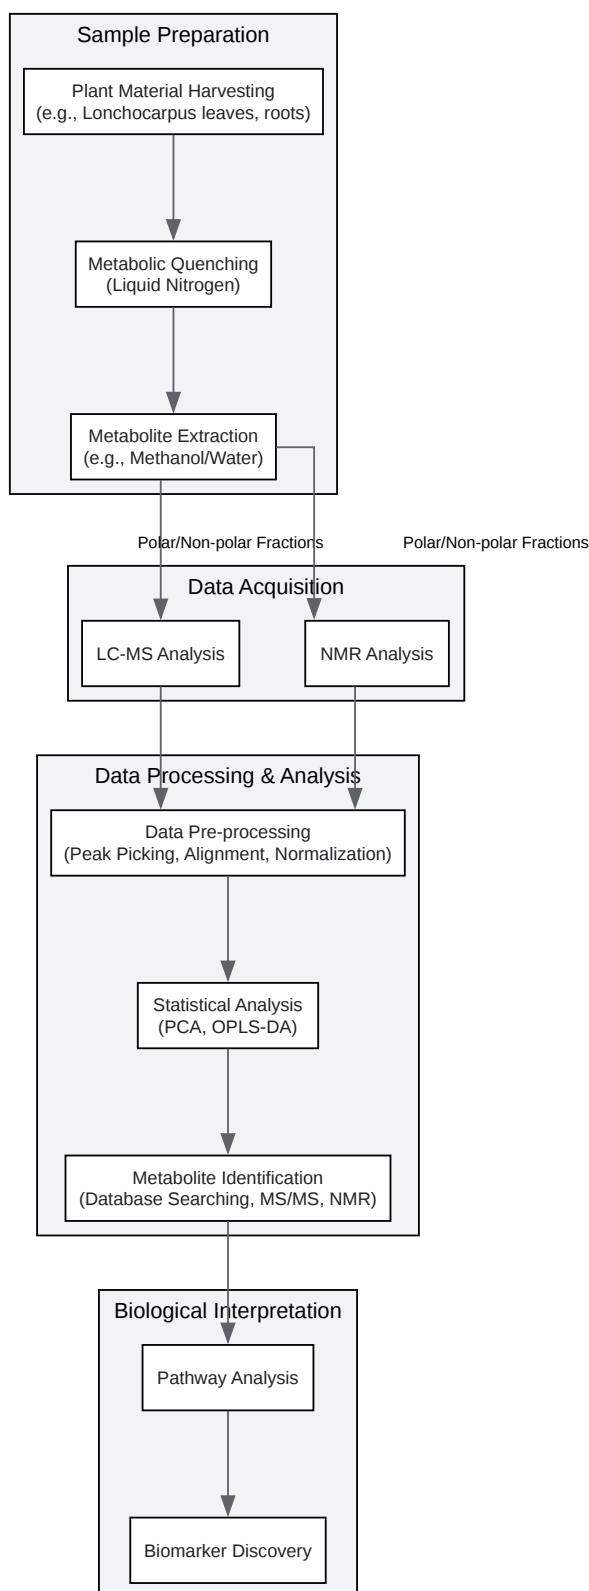 Sample Preparation
Plant Material Harvesting
(e.g., Lonchocarpus leaves, roots)
Metabolic Quenching
(Liquid Nitrogen)
Metabolite Extraction
(e.g., Methanol/Water)
Polar/Non-polar Fractions
Polar/Non-polar Fractions
Data Acquisition
LC-MS Analysis
NMR Analysis
Data Processing & Analysis
Data Pre-processing
(Peak Picking, Alignment, Normalization)
Statistical Analysis
(PCA, OPLS-DA)
Metabolite Identification
(Database Searching, MS/MS, NMR)
Biological Interpretation
Pathway Analysis
Biomarker Discovery